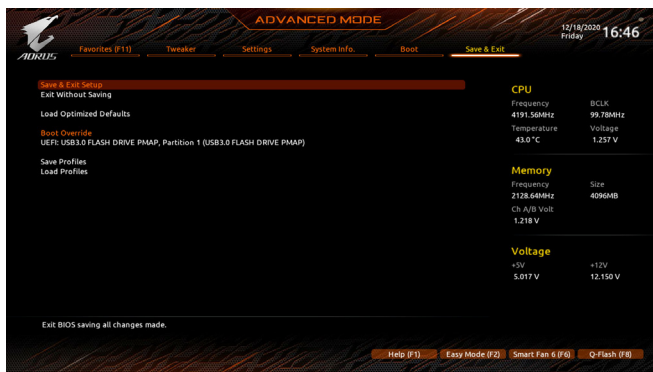 ADVANCED MODE
12/18/2020
Friday
16:46
AORUS
Favorites (F11) Tweaker Settings System Info. Boot Save & Exit
Save & Exit Setup
Exit Without Saving
Load Optimized Defaults
Boot Override
UEFI: USB3.0 FLASH DRIVE PMAP, Partition 1 (USB3.0 FLASH DRIVE PMAP)
Save Profiles
Load Profiles
CPU
Frequency BCLK
4191.56MHz 99.78MHz
Temperature Voltage
43.0 °C 1.257 V
Memory
Frequency Size
2128.64MHz 4096MB
Ch A/B Volt
1.218 V
Voltage
+5V +12V
5.017 V 12.150 V
Exit BIOS saving all changes made.
Help (F1) Easy Mode (F2) Smart Fan 6 (F6) Q-Flash (F8)